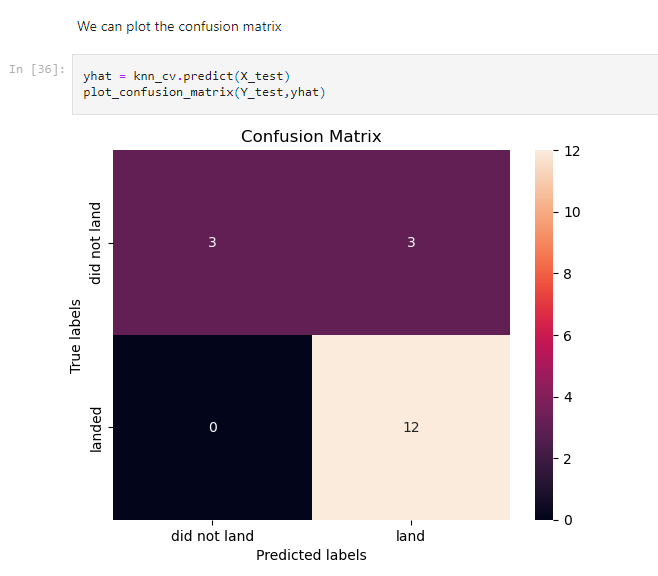 We can plot the confusion matrix
In [36]:
yhat = knn_cv.predict(X_test)
plot_confusion_matrix(Y_test,yhat)
Confusion Matrix
True labels
did not land
landed
3
3
0
12
did not land
land
Predicted labels
12
10
8
6
4
2
0